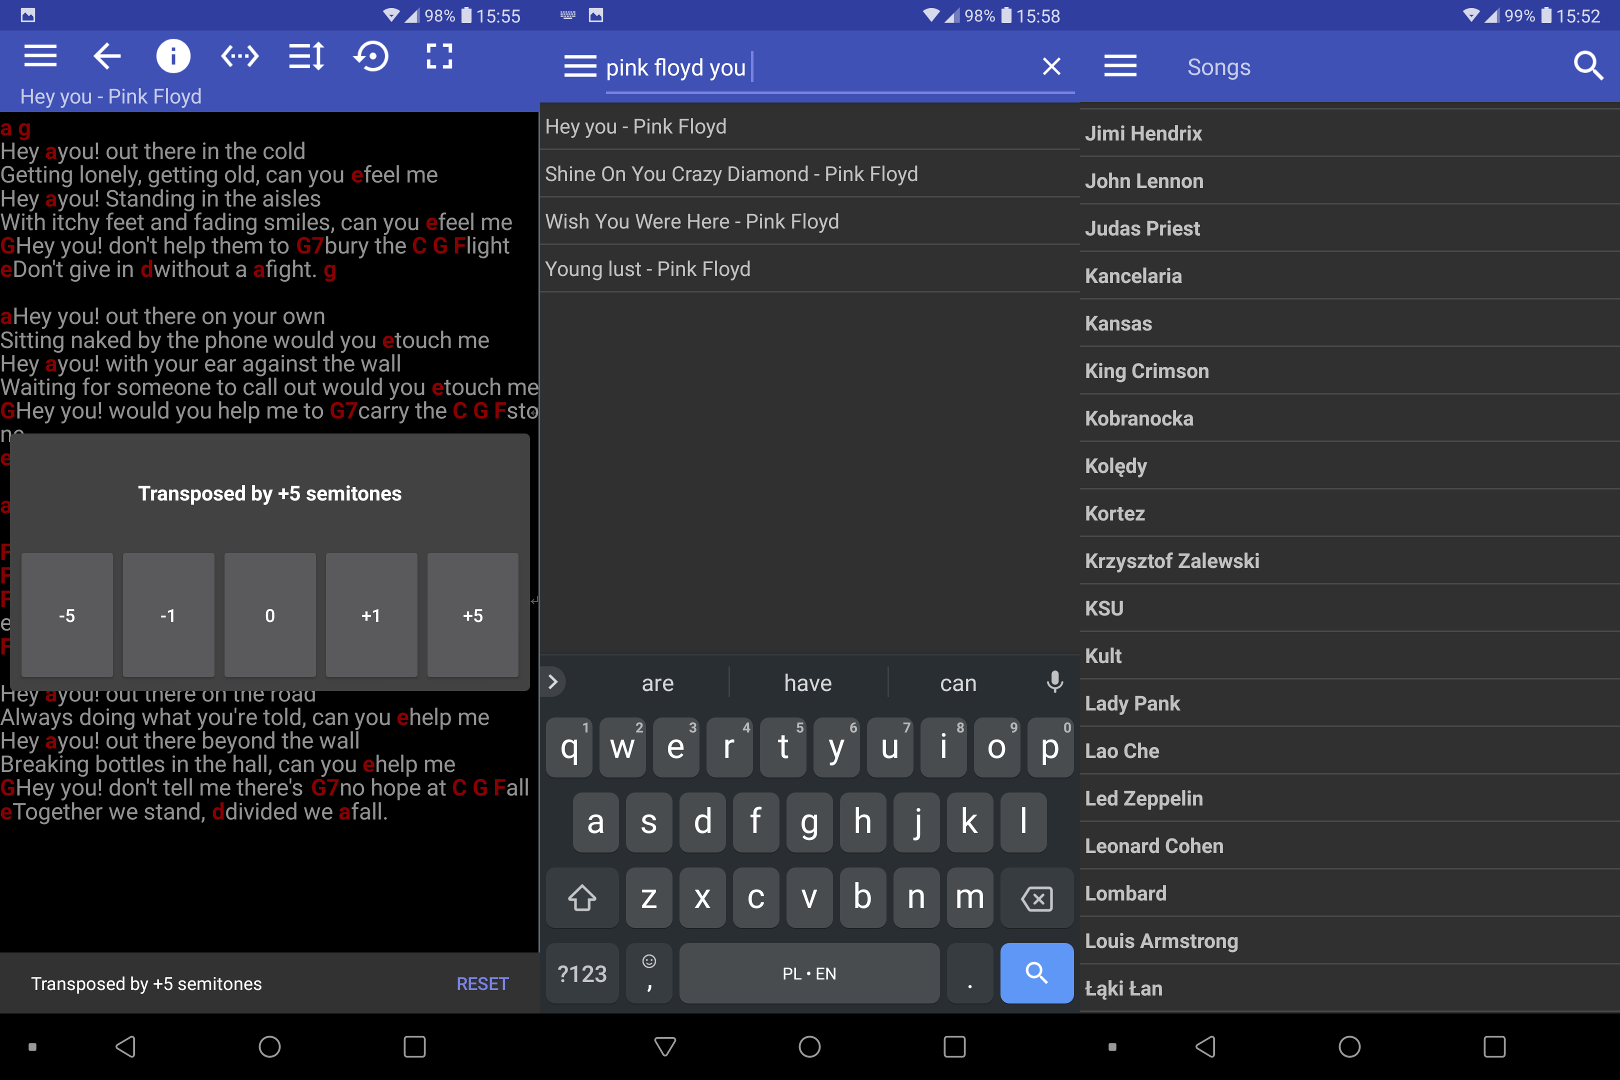 98% 15:55
Hey you - Pink Floyd
a g
Hey ayou! out there in the cold
Getting lonely, getting old, can you efeel me
Hey ayou! Standing in the aisles
With itchy feet and fading smiles, can you efeel me
GHey you! don't help them to G7bury the C G Flight
eDon't give in dwithout a afight. g
aHey you! out there on your own
Sitting naked by the phone would you etouch me
Hey ayou! with your ear against the wall
Waiting for someone to call out would you etouch me
GHey you! would you help me to G7carry the C G Fsto
ne
e
a
F
F
F
e
F
Transposed by +5 semitones
-5 -1 0 +1 +5
Hey ayou! out there on the road
Always doing what you're told, can you ehelp me
Hey ayou! out there beyond the wall
Breaking bottles in the hall, can you ehelp me
GHey you! don't tell me there's G7no hope at C G Fall
eTogether we stand, ddivided we afall.
Transposed by +5 semitones RESET
98% 15:58
pink floyd you
Hey you - Pink Floyd
Shine On You Crazy Diamond - Pink Floyd
Wish You Were Here - Pink Floyd
Young lust - Pink Floyd
are have can
1 2 3 4 5 6 7 8 9 0
q w e r t y u i o p
a s d f g h j k l
z x c v b n m
?123 , PL • EN .
99% 15:52
Songs
Jimi Hendrix
John Lennon
Judas Priest
Kancelaria
Kansas
King Crimson
Kobranocka
Kolędy
Kortez
Krzysztof Zalewski
KSU
Kult
Lady Pank
Lao Che
Led Zeppelin
Leonard Cohen
Lombard
Louis Armstrong
Łąki Łan